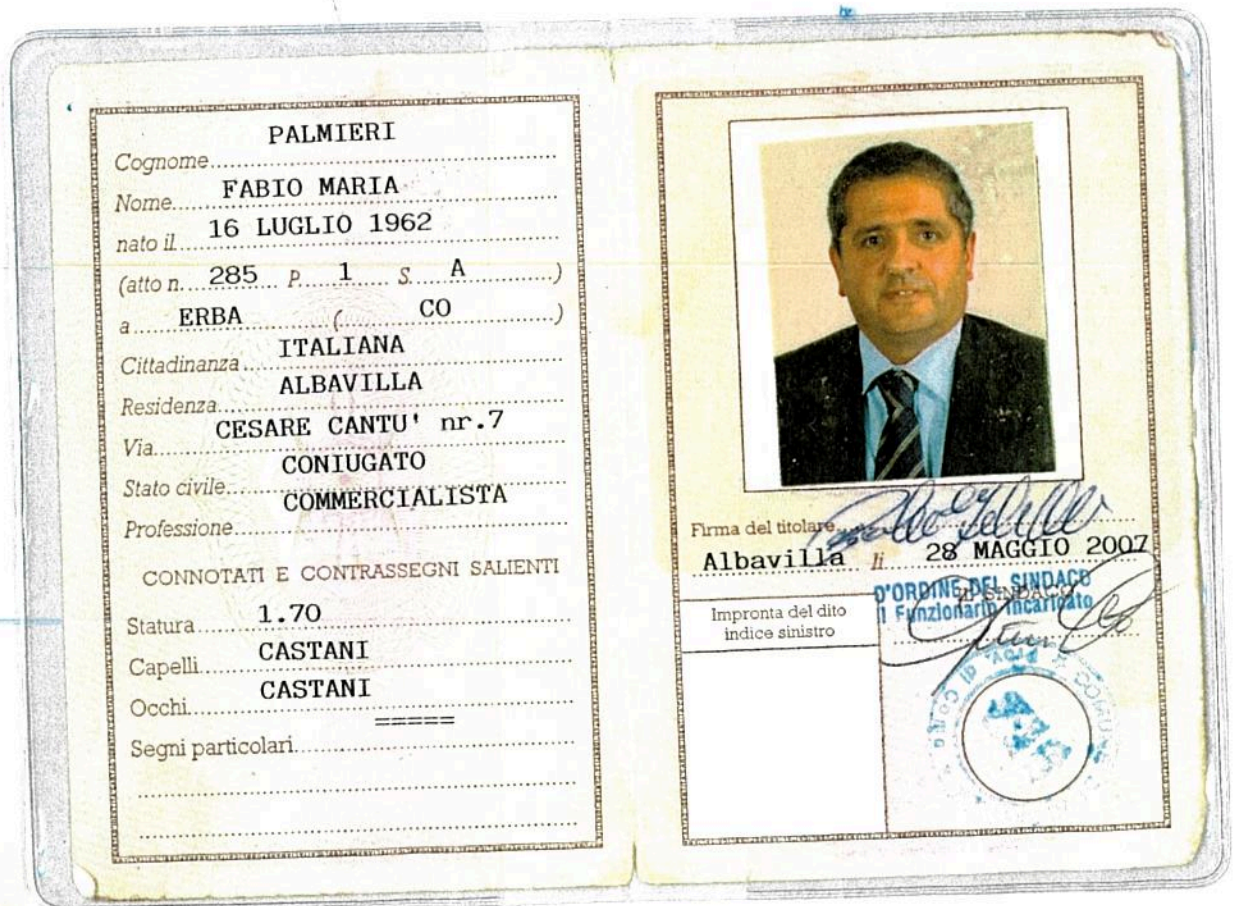 PALMIERI
Cognome
FABIO MARIA
Nome
16 LUGLIO 1962
nato il
(atto n. 285 P. 1 S. A )
a ERBA ( CO )
Cittadinanza ITALIANA
Residenza ALBAVILLA
Via CESARE CANTU' nr.7
Stato civile CONIUGATO
Professione COMMERCIALISTA
CONNOTATI E CONTRASSEGNI SALIENTI
Statura 1.70
Capelli CASTANI
Occhi CASTANI
=====
Segni particolari
Firma del titolare
Albavilla li 28 MAGGIO 2007
D'ORDINE DEL SINDACO
IL SINDACO
Il Funzionario Incaricato
Impronta del dito
indice sinistro